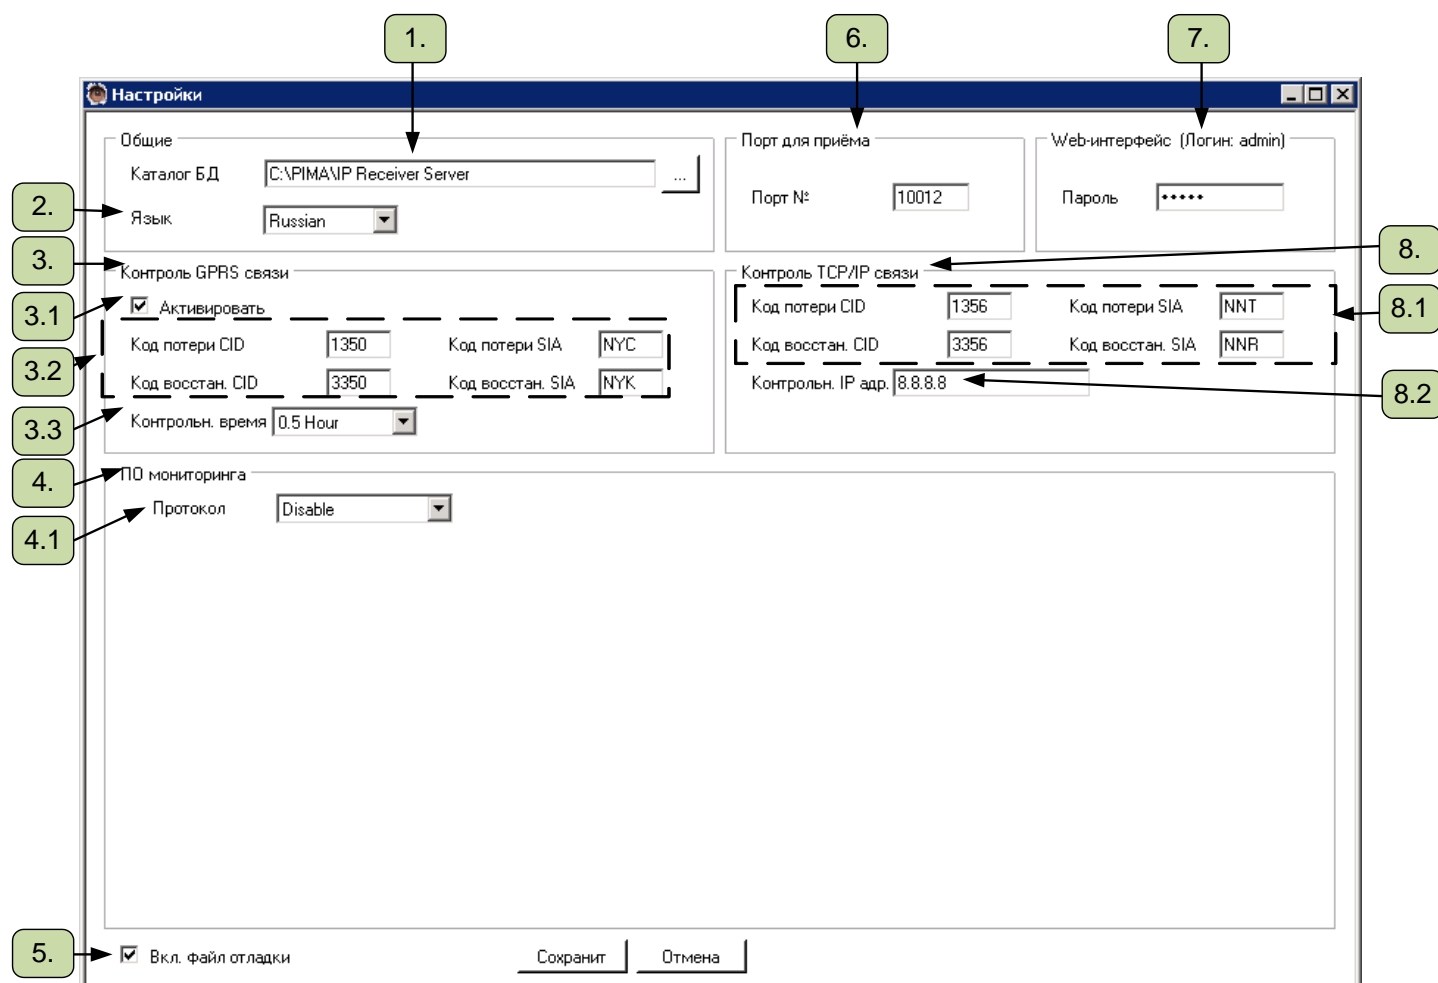 1.
6.
7.
Настройки
Общие
Порт для приёма
Web-интерфейс (Логин: admin)
Каталог БД
C:\PIMA\IP Receiver Server
...
Порт №
10012
Пароль
•••••
2.
Язык
Russian
3.
8.
Контроль GPRS связи
Контроль TCP/IP связи
3.1
Активировать
Код потери CID
1356
Код потери SIA
NNT
8.1
3.2
Код потери CID
1350
Код потери SIA
NYC
Код восстан. CID
3356
Код восстан. SIA
NNR
Код восстан. CID
3350
Код восстан. SIA
NYK
Контрольн. IP адр.
8.8.8.8
8.2
3.3
Контрольн. время
0.5 Hour
4.
ПО мониторинга
4.1
Протокол
Disable
5.
Вкл. файл отладки
Сохранит
Отмена